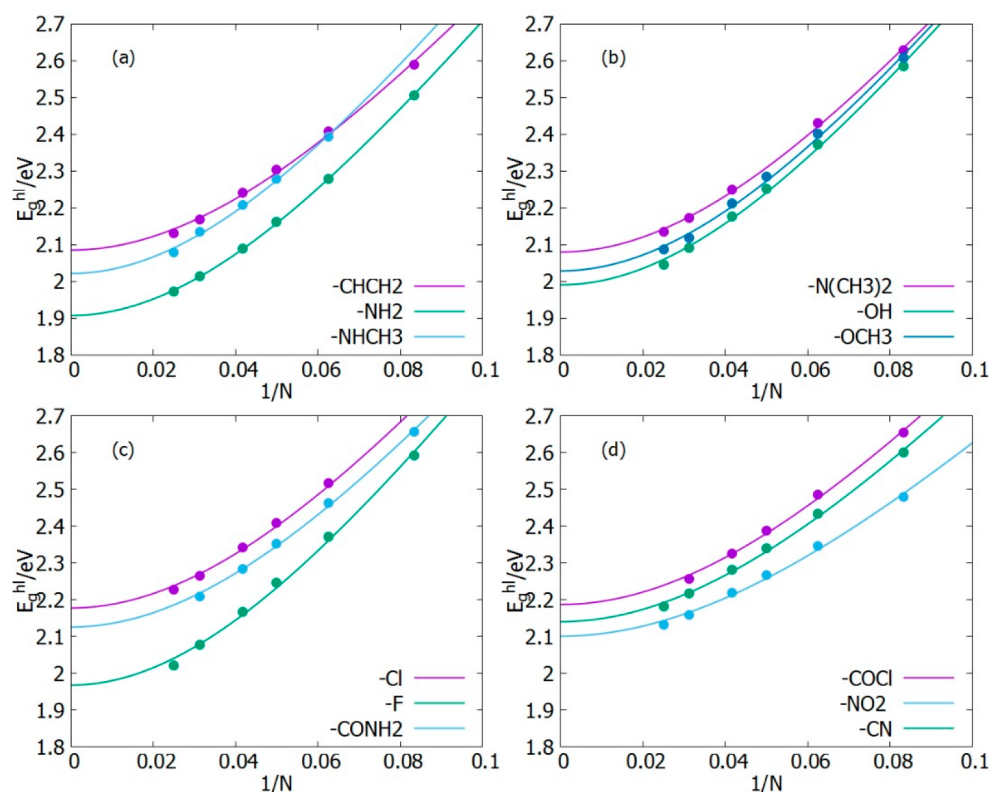 (a)
2.7
2.6
2.5
2.4
2.3
2.2
2.1
2
1.9
1.8
E_g^hl/eV
-CHCH2
-NH2
-NHCH3
0 0.02 0.04 0.06 0.08 0.1
1/N
(b)
2.7
2.6
2.5
2.4
2.3
2.2
2.1
2
1.9
1.8
E_g^hl/eV
-N(CH3)2
-OH
-OCH3
0 0.02 0.04 0.06 0.08 0.1
1/N
(c)
2.7
2.6
2.5
2.4
2.3
2.2
2.1
2
1.9
1.8
E_g^hl/eV
-Cl
-F
-CONH2
0 0.02 0.04 0.06 0.08 0.1
1/N
(d)
2.7
2.6
2.5
2.4
2.3
2.2
2.1
2
1.9
1.8
E_g^hl/eV
-COCl
-NO2
-CN
0 0.02 0.04 0.06 0.08 0.1
1/N